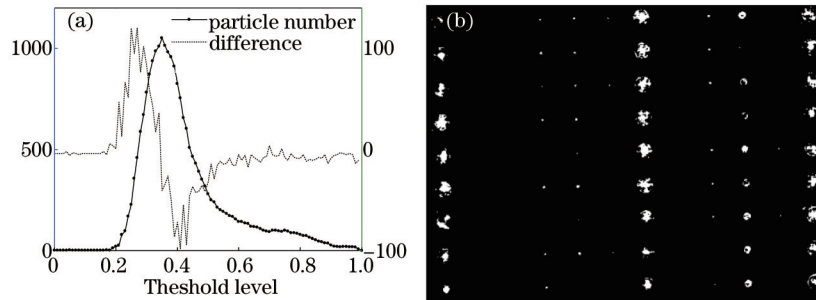 (a)
particle number
difference
1000
500
0
100
0
−100
0
0.2
0.4
0.6
0.8
1.0
Theshold level
(b)